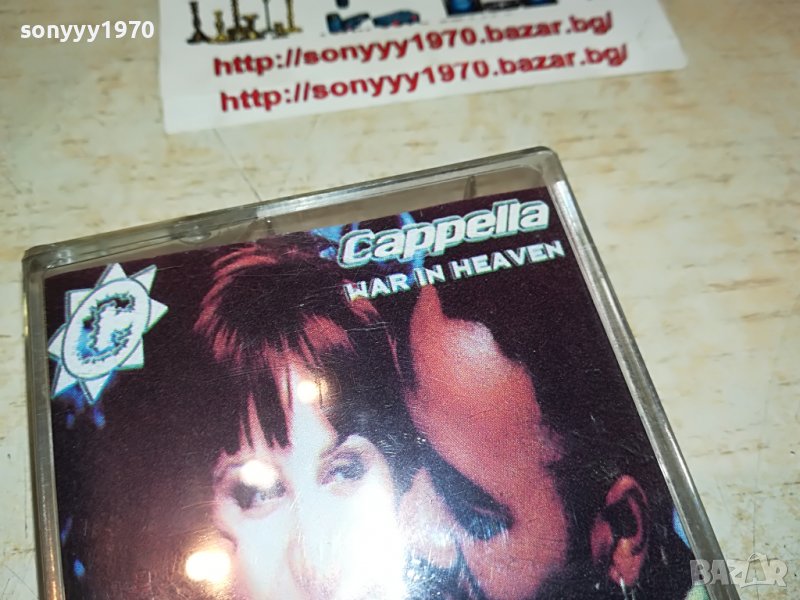 sonyyy1970
http://sonyyy1970.bazar.bg/
http://sonyyy1970.bazar.bg/
cappella
WAR IN HEAVEN
C
BAZAR